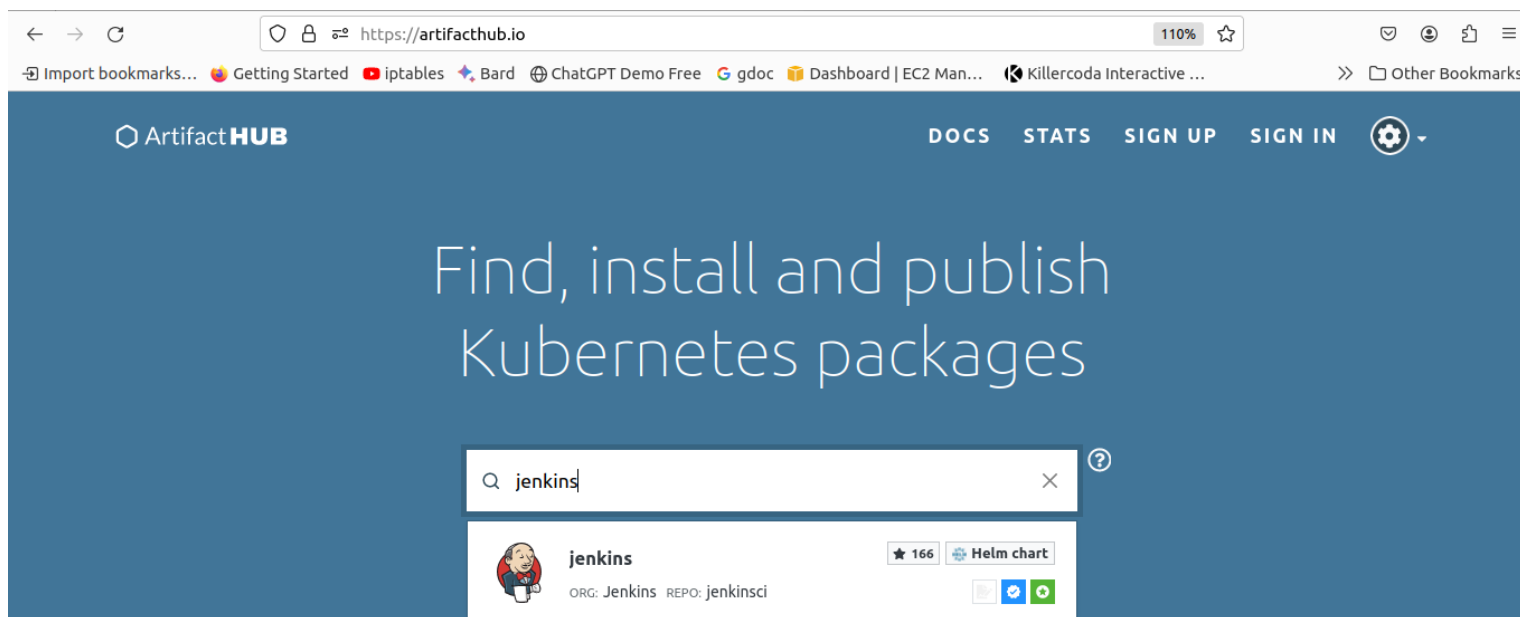 https://artifacthub.io 110%
Import bookmarks... Getting Started iptables Bard ChatGPT Demo Free gdoc Dashboard | EC2 Man... Killercoda Interactive ... Other Bookmarks
Artifact HUB DOCS STATS SIGN UP SIGN IN
Find, install and publish
Kubernetes packages
jenkins
jenkins 166 Helm chart
ORG: Jenkins REPO: jenkinsci